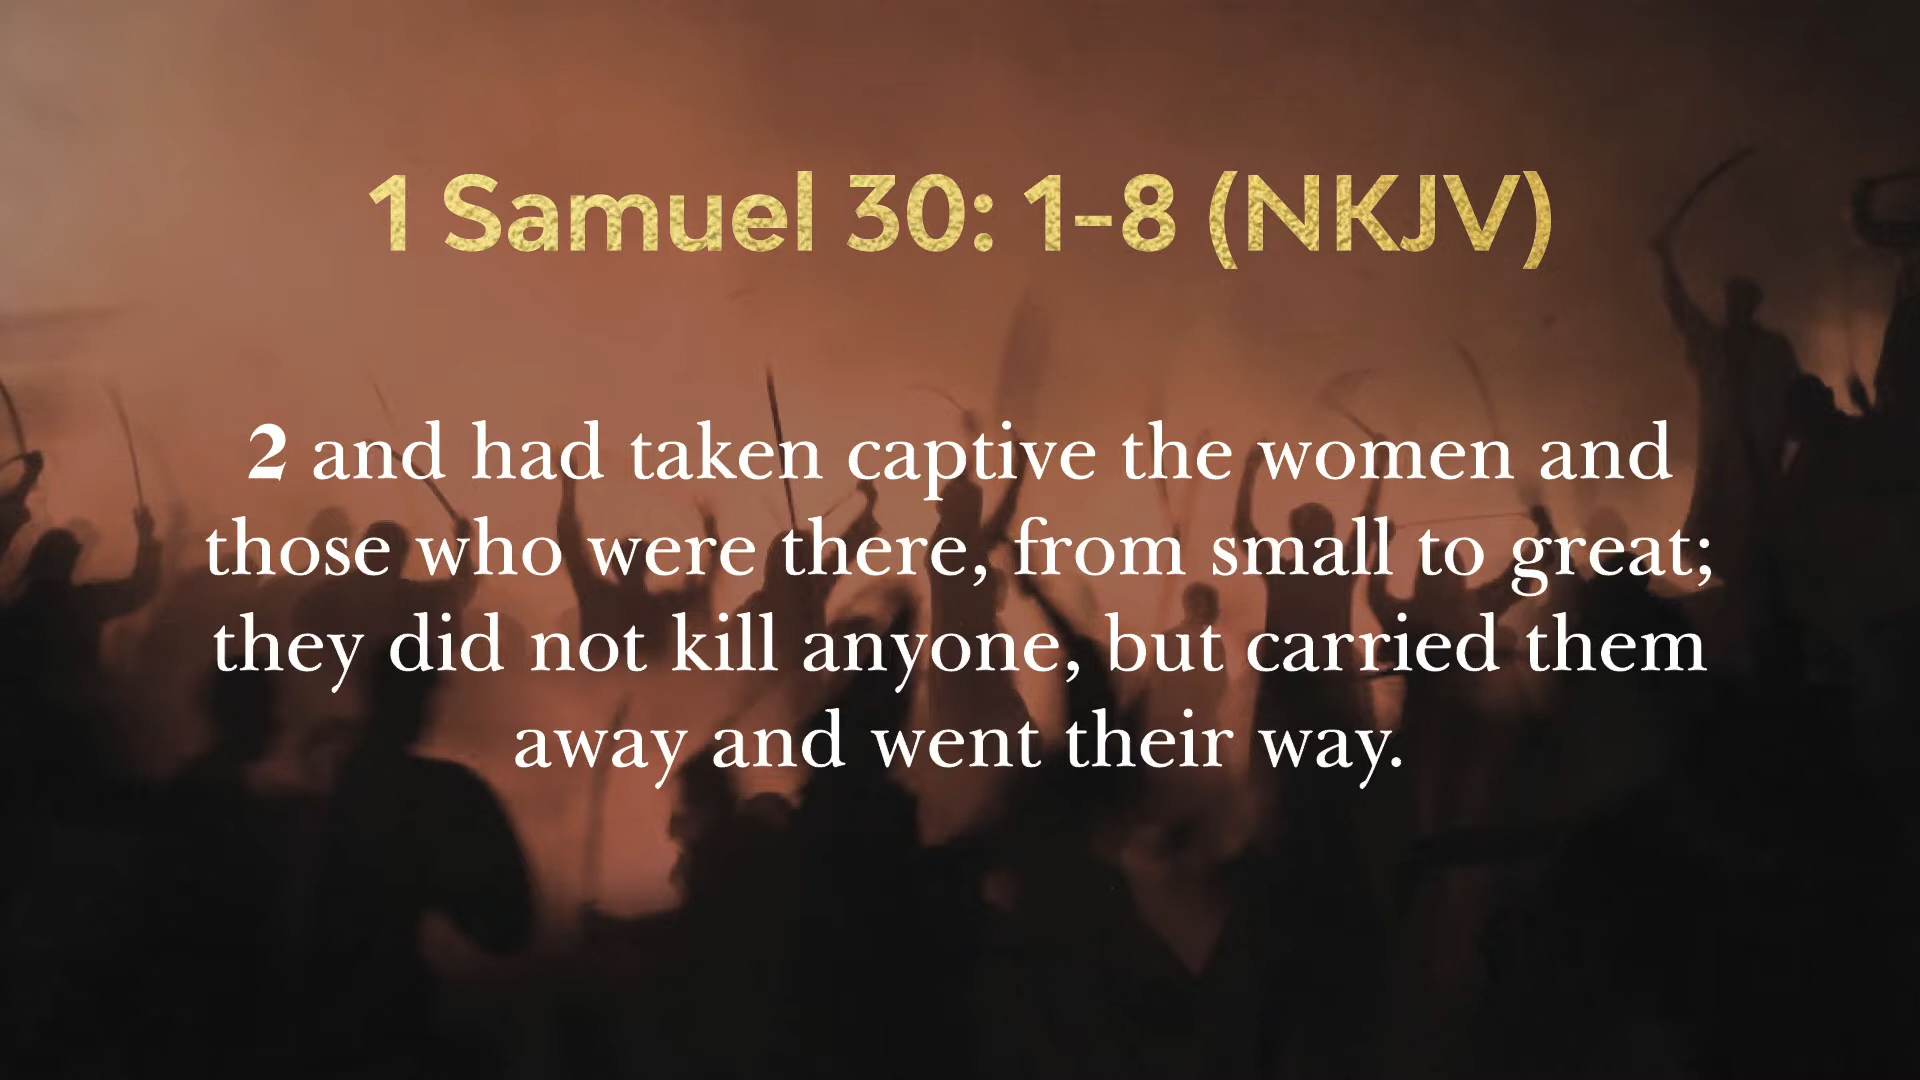 1 Samuel 30: 1-8 (NKJV)
2 and had taken captive the women and
those who were there, from small to great;
they did not kill anyone, but carried them
away and went their way.